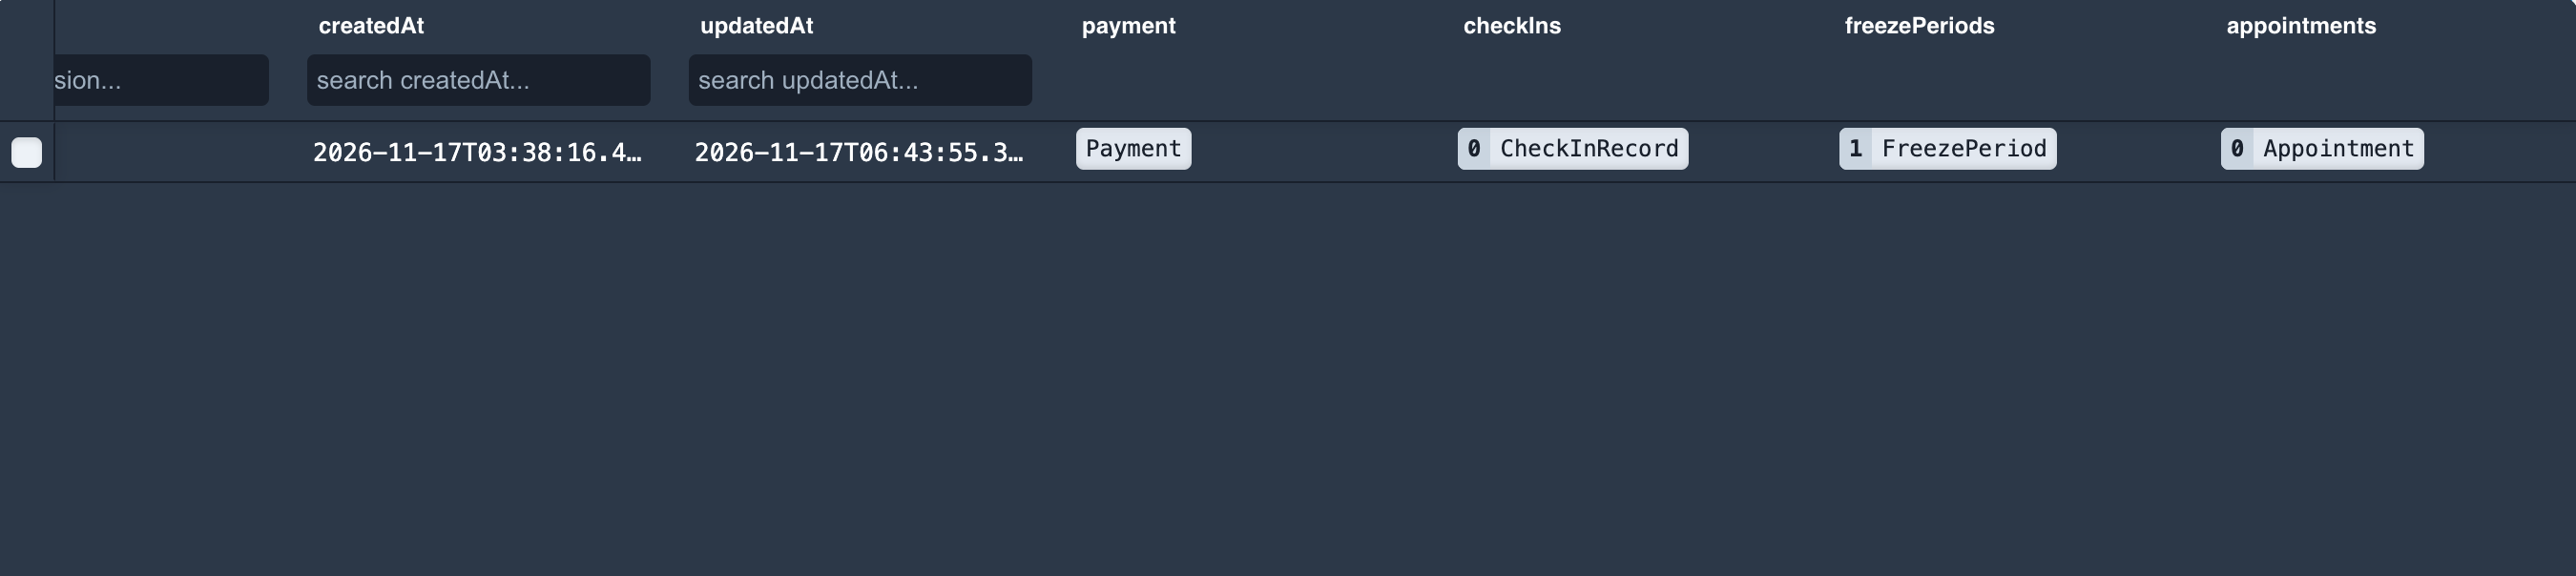 createdAt updatedAt payment checkIns freezePeriods appointments
sion... search createdAt... search updatedAt...
2026-11-17T03:38:16.4… 2026-11-17T06:43:55.3… Payment 0 CheckInRecord 1 FreezePeriod 0 Appointment